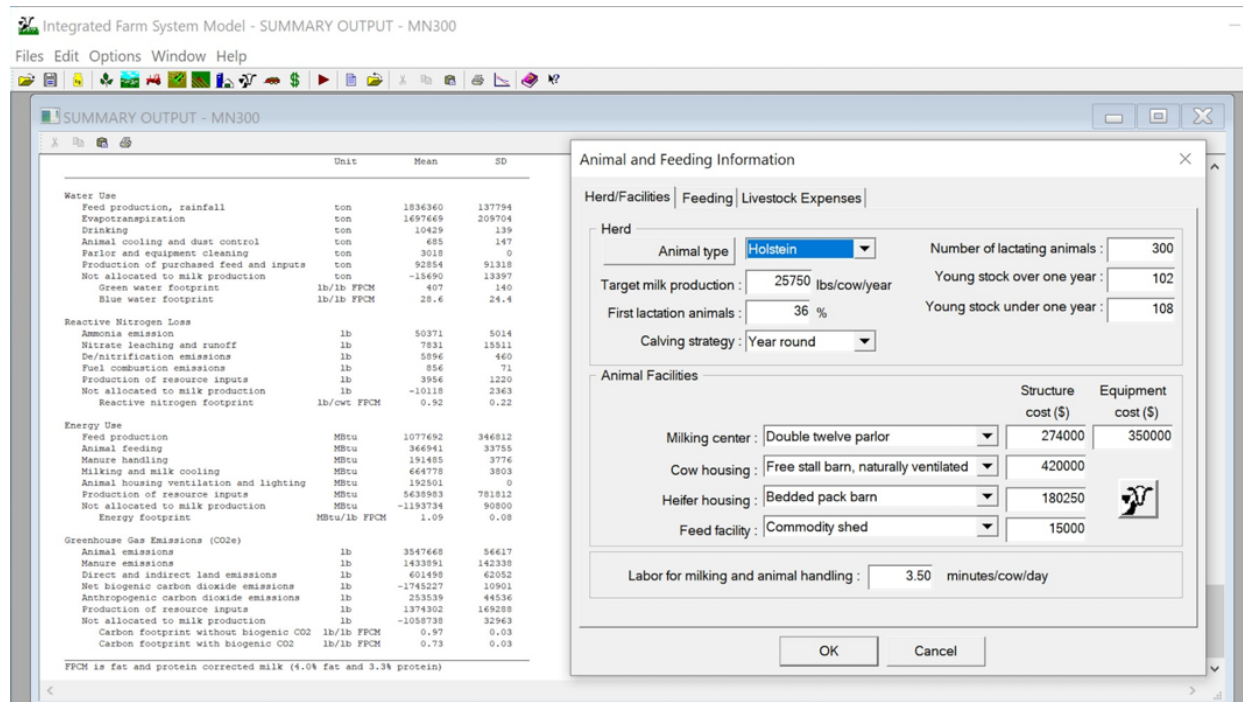 Integrated Farm System Model - SUMMARY OUTPUT - MN300
Files Edit Options Window Help
SUMMARY OUTPUT - MN300
Unit Mean SD
Water Use
Feed production, rainfall ton 1836360 137794
Evapotranspiration ton 1697669 209704
Drinking ton 10429 139
Animal cooling and dust control ton 685 147
Parlor and equipment cleaning ton 3018 0
Production of purchased feed and inputs ton 92854 91318
Not allocated to milk production ton -15690 13397
Green water footprint lb/lb FPCM 407 140
Blue water footprint lb/lb FPCM 28.6 24.4
Reactive Nitrogen Loss
Ammonia emission lb 50371 5014
Nitrate leaching and runoff lb 7831 15511
De/nitrification emissions lb 5896 460
Fuel combustion emissions lb 856 71
Production of resource inputs lb 3956 1220
Not allocated to milk production lb -10118 2363
Reactive nitrogen footprint lb/cwt FPCM 0.92 0.22
Energy Use
Feed production MBtu 1077692 346812
Animal feeding MBtu 366941 33755
Manure handling MBtu 191485 3776
Milking and milk cooling MBtu 664778 3803
Animal housing ventilation and lighting MBtu 192501 0
Production of resource inputs MBtu 5638983 781812
Not allocated to milk production MBtu -1193734 90800
Energy footprint MBtu/lb FPCM 1.09 0.08
Greenhouse Gas Emissions (CO2e)
Animal emissions lb 3547668 56617
Manure emissions lb 1433891 142338
Direct and indirect land emissions lb 601498 62052
Net biogenic carbon dioxide emissions lb -1745227 10901
Anthropogenic carbon dioxide emissions lb 253539 44536
Production of resource inputs lb 1374302 169288
Not allocated to milk production lb -1058738 32963
Carbon footprint without biogenic CO2 lb/lb FPCM 0.97 0.03
Carbon footprint with biogenic CO2 lb/lb FPCM 0.73 0.03
FPCM is fat and protein corrected milk (4.0% fat and 3.3% protein)
Animal and Feeding Information
Herd/Facilities Feeding Livestock Expenses
Herd
Animal type Holstein Number of lactating animals : 300
Target milk production : 25750 lbs/cow/year Young stock over one year : 102
First lactation animals : 36 % Young stock under one year : 108
Calving strategy : Year round
Animal Facilities
Structure Equipment
cost ($) cost ($)
Milking center : Double twelve parlor 274000 350000
Cow housing : Free stall barn, naturally ventilated 420000
Heifer housing : Bedded pack barn 180250
Feed facility : Commodity shed 15000
Labor for milking and animal handling : 3.50 minutes/cow/day
OK Cancel